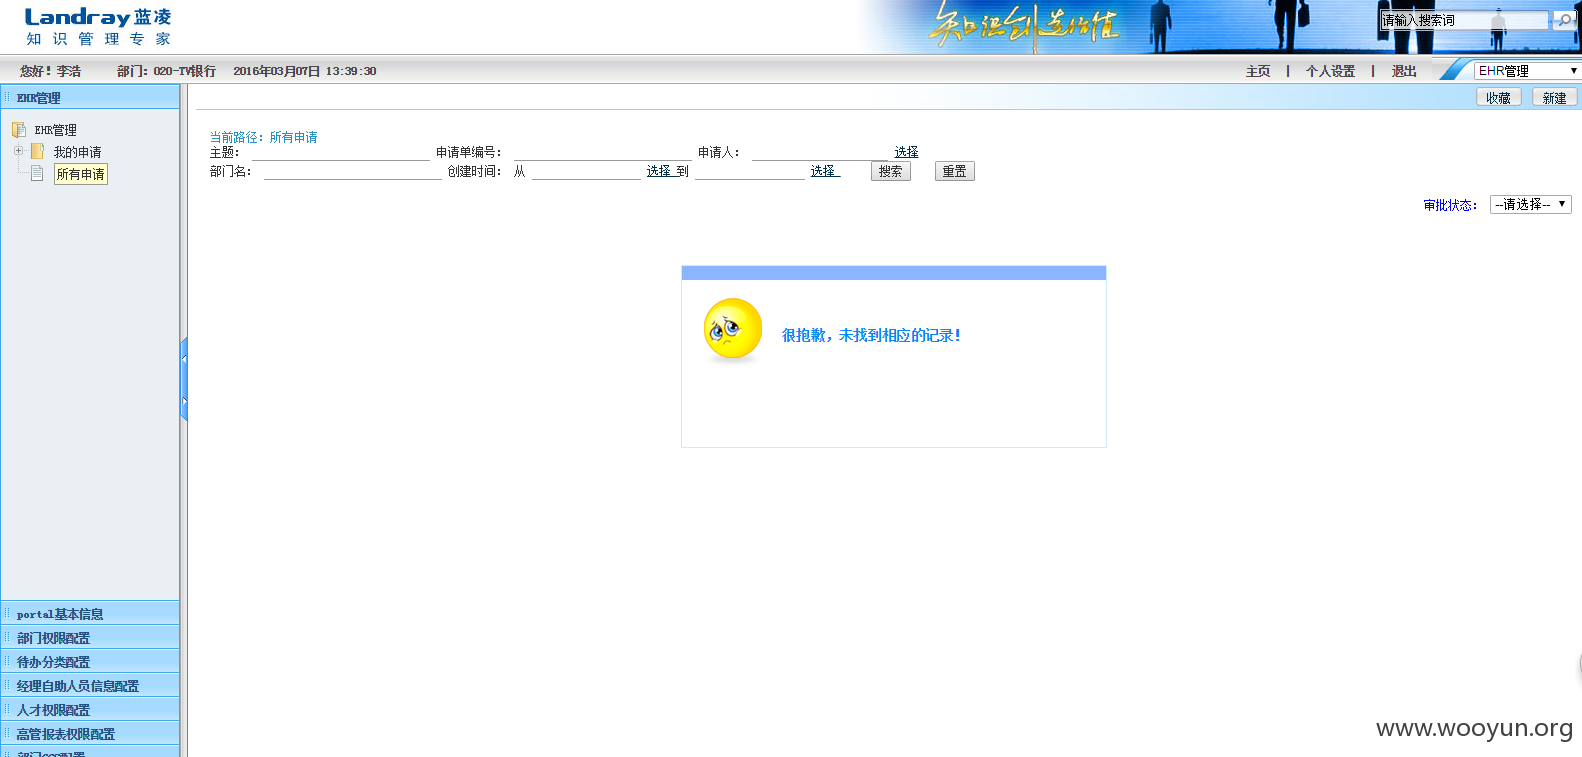 Landray 蓝凌
知识管理专家
知识创造价值
请输入搜索词
您好！李浩 部门：020-TV银行 2016年03月07日 13:39:30
主页 | 个人设置 | 退出
EHR管理
EHR管理
收藏 新建
EHR管理
我的申请
所有申请
当前路径：所有申请
主题： 申请单编号： 申请人： 选择
部门名： 创建时间： 从 选择 到 选择 搜索 重置
审批状态： --请选择--
很抱歉，未找到相应的记录！
portal基本信息
部门权限配置
待办分类配置
经理自助人员信息配置
人才权限配置
高管报表权限配置
www.wooyun.org